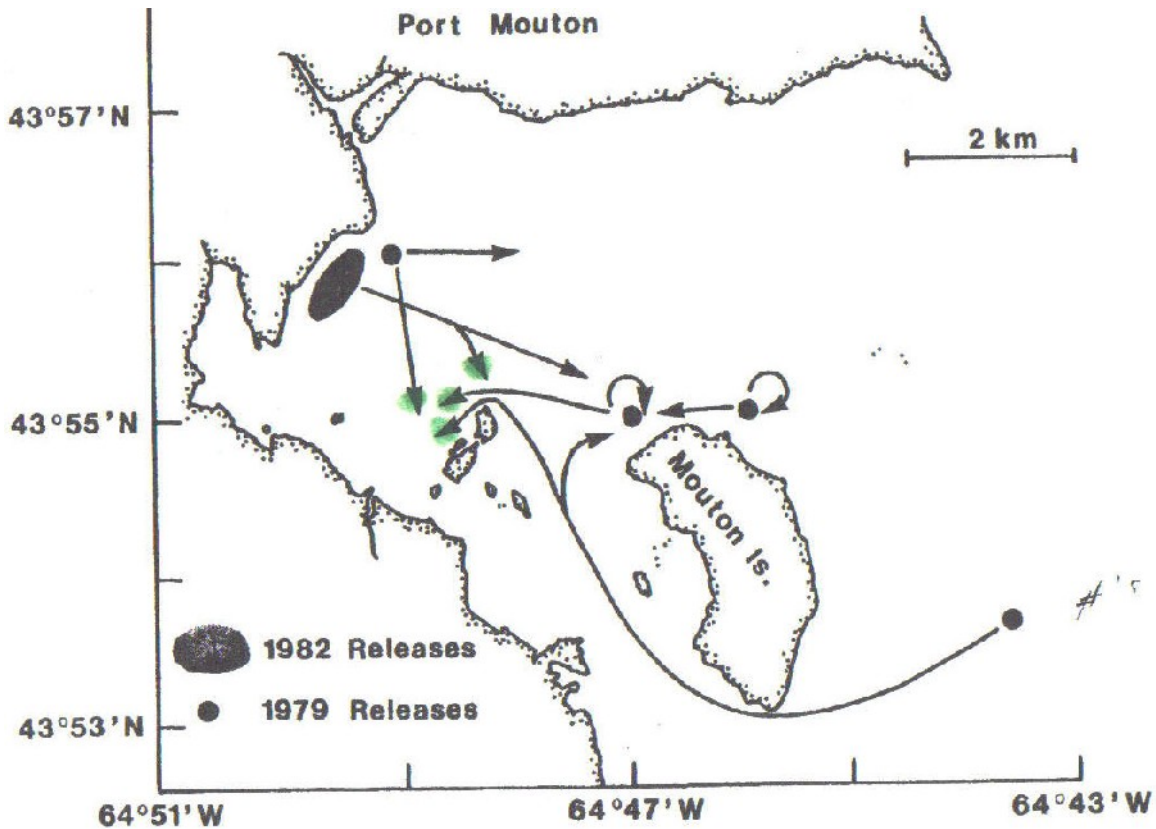 Port Mouton
43°57'N
2 km
43°55'N
Mouton Is.
1982 Releases
1979 Releases
43°53'N
64°51'W
64°47'W
64°43'W